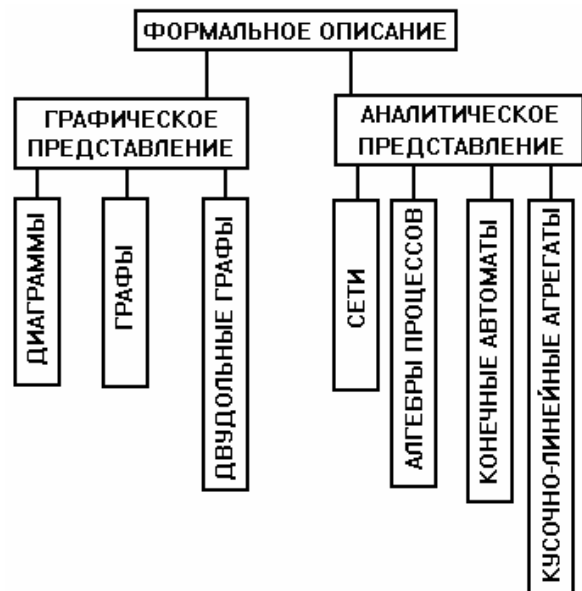 ФОРМАЛЬНОЕ ОПИСАНИЕ
ГРАФИЧЕСКОЕ
ПРЕДСТАВЛЕНИЕ
АНАЛИТИЧЕСКОЕ
ПРЕДСТАВЛЕНИЕ
ДИАГРАММЫ
ГРАФЫ
ДВУДОЛЬНЫЕ ГРАФЫ
СЕТИ
АЛГЕБРЫ ПРОЦЕССОВ
КОНЕЧНЫЕ АВТОМАТЫ
КУСОЧНО-ЛИНЕЙНЫЕ АГРЕГАТЫ